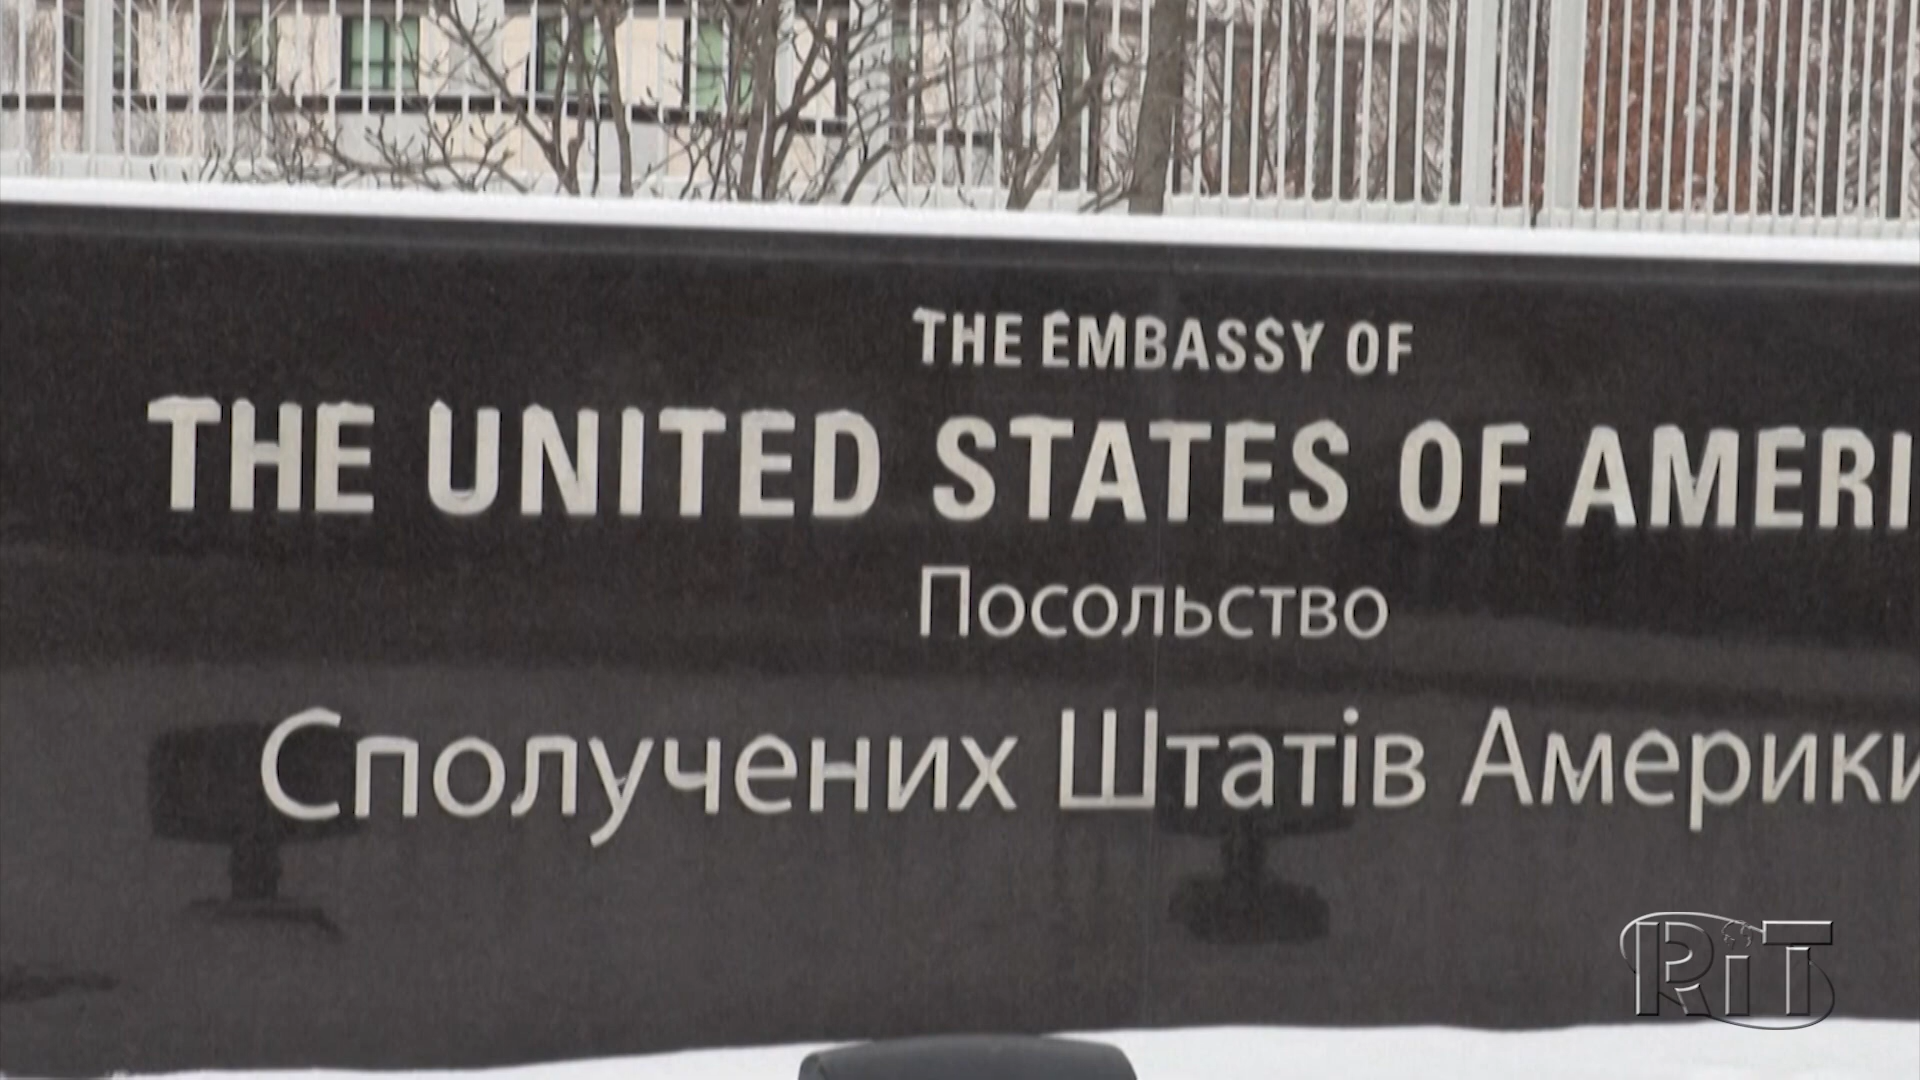 THE EMBASSY OF
THE UNITED STATES OF AMERI
Посольство
Сполучених Штатів Америки
RiT